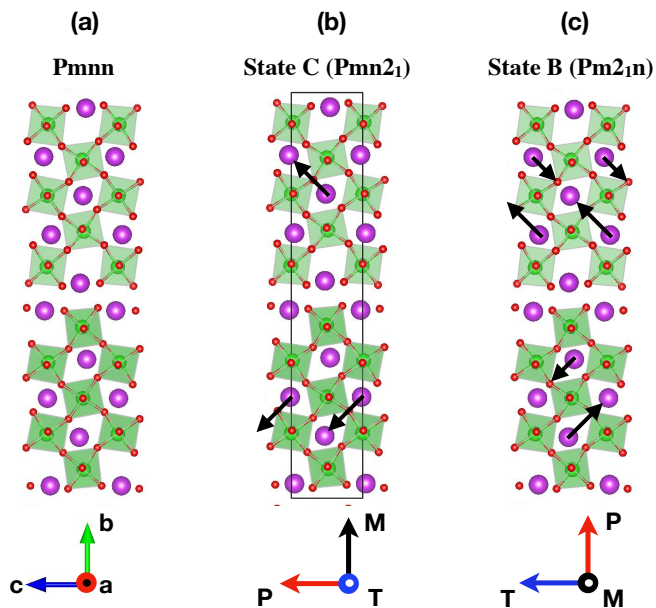 (a) (b) (c)
Pmnn State C (Pmn2₁) State B (Pm2₁n)
b M P
c a P T T M